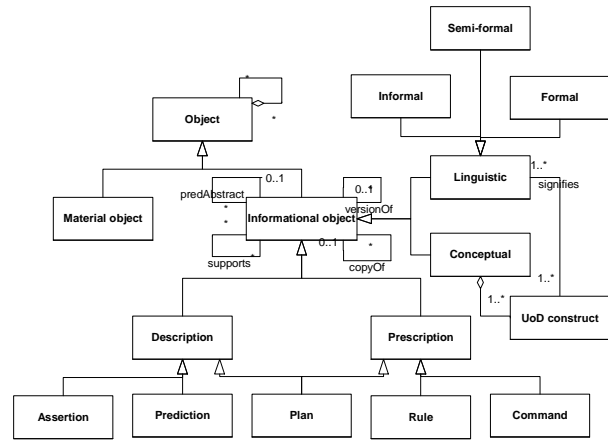 Semi-formal
Informal
Formal
*
*
Object
Linguistic
1..*
signifies
Material object
0..1
predAbstract
*
*
Informational object
0..1
*
versionOf
0..1
*
supports
*
copyOf
Conceptual
1..*
1..*
UoD construct
Description
Prescription
Assertion
Prediction
Plan
Rule
Command